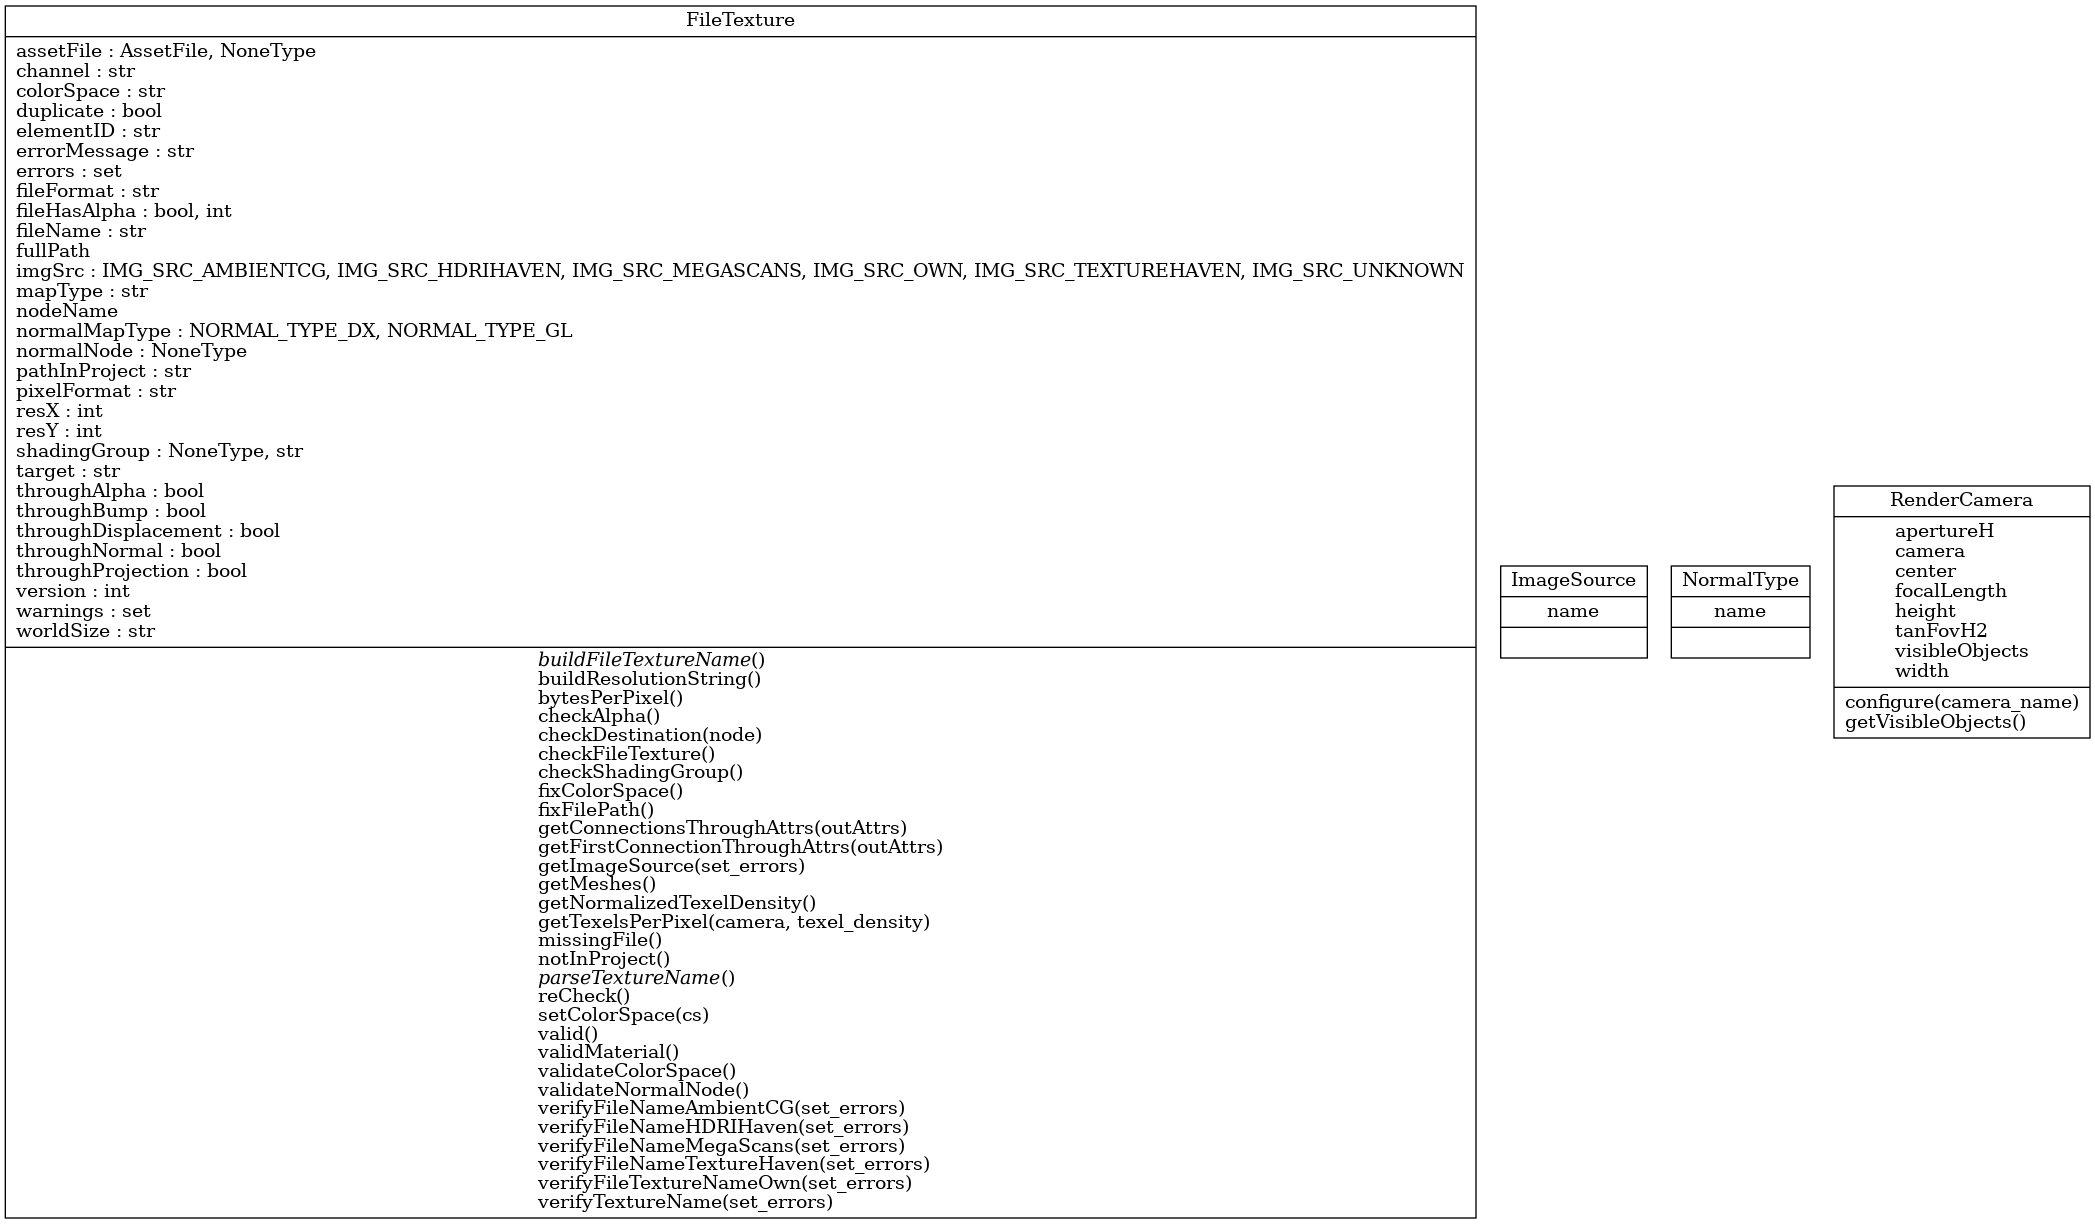 FileTexture
assetFile : AssetFile, NoneType
channel : str
colorSpace : str
duplicate : bool
elementID : str
errorMessage : str
errors : set
fileFormat : str
fileHasAlpha : bool, int
fileName : str
fullPath
imgSrc : IMG_SRC_AMBIENTCG, IMG_SRC_HDRIHAVEN, IMG_SRC_MEGASCANS, IMG_SRC_OWN, IMG_SRC_TEXTUREHAVEN, IMG_SRC_UNKNOWN
mapType : str
nodeName
normalMapType : NORMAL_TYPE_DX, NORMAL_TYPE_GL
normalNode : NoneType
pathInProject : str
pixelFormat : str
resX : int
resY : int
shadingGroup : NoneType, str
target : str
throughAlpha : bool
throughBump : bool
throughDisplacement : bool
throughNormal : bool
throughProjection : bool
version : int
warnings : set
worldSize : str
buildFileTextureName()
buildResolutionString()
bytesPerPixel()
checkAlpha()
checkDestination(node)
checkFileTexture()
checkShadingGroup()
fixColorSpace()
fixFilePath()
getConnectionsThroughAttrs(outAttrs)
getFirstConnectionThroughAttrs(outAttrs)
getImageSource(set_errors)
getMeshes()
getNormalizedTexelDensity()
getTexelsPerPixel(camera, texel_density)
missingFile()
notInProject()
parseTextureName()
reCheck()
setColorSpace(cs)
valid()
validMaterial()
validateColorSpace()
validateNormalNode()
verifyFileNameAmbientCG(set_errors)
verifyFileNameHDRIHaven(set_errors)
verifyFileNameMegaScans(set_errors)
verifyFileNameTextureHaven(set_errors)
verifyFileTextureNameOwn(set_errors)
verifyTextureName(set_errors)
ImageSource
name
NormalType
name
RenderCamera
apertureH
camera
center
focalLength
height
tanFovH2
visibleObjects
width
configure(camera_name)
getVisibleObjects()